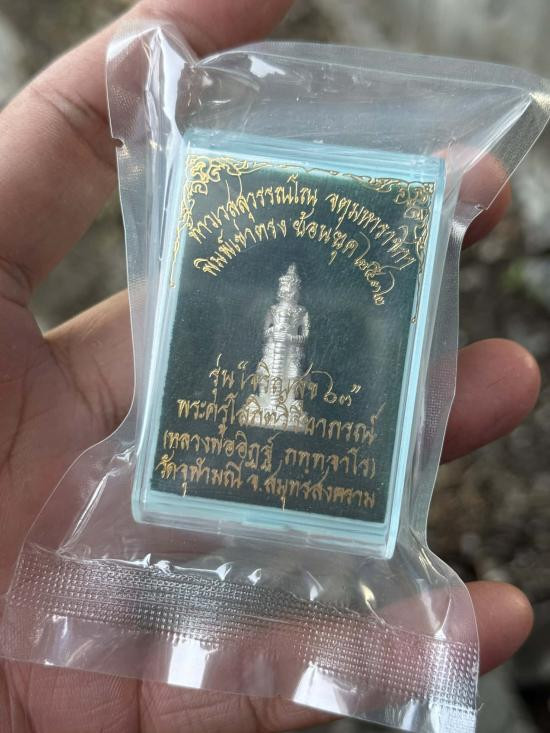 ท้าวเวสสุวรรณโณ จตุมหาราชิกา
พิมพ์เขาตรง ย้อนยุค ๒๕๓๒
รุ่น เจริญสุข ๖๓"
พระครูโสภิตวิริยาภรณ์
(หลวงพ่ออิฏฐ์ ภทฺทจาโร)
วัดจุฬามณี จ.สมุทรสงคราม